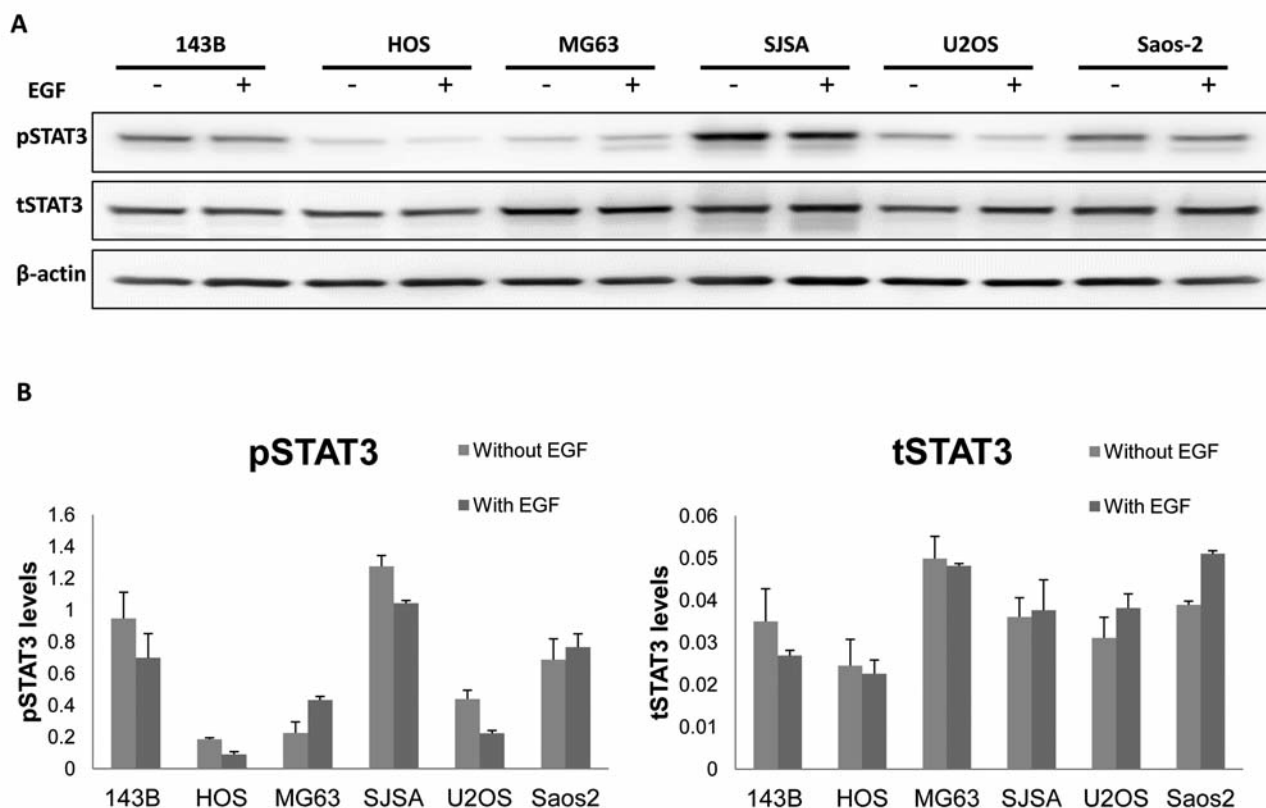 A
143B HOS MG63 SJSA U2OS Saos-2
EGF - + - + - + - + - + - +
pSTAT3
tSTAT3
β-actin
B
pSTAT3
Without EGF
With EGF
pSTAT3 levels
1.6
1.4
1.2
1
0.8
0.6
0.4
0.2
0
143B HOS MG63 SJSA U2OS Saos2
tSTAT3
Without EGF
With EGF
tSTAT3 levels
0.06
0.05
0.04
0.03
0.02
0.01
0
143B HOS MG63 SJSA U2OS Saos2